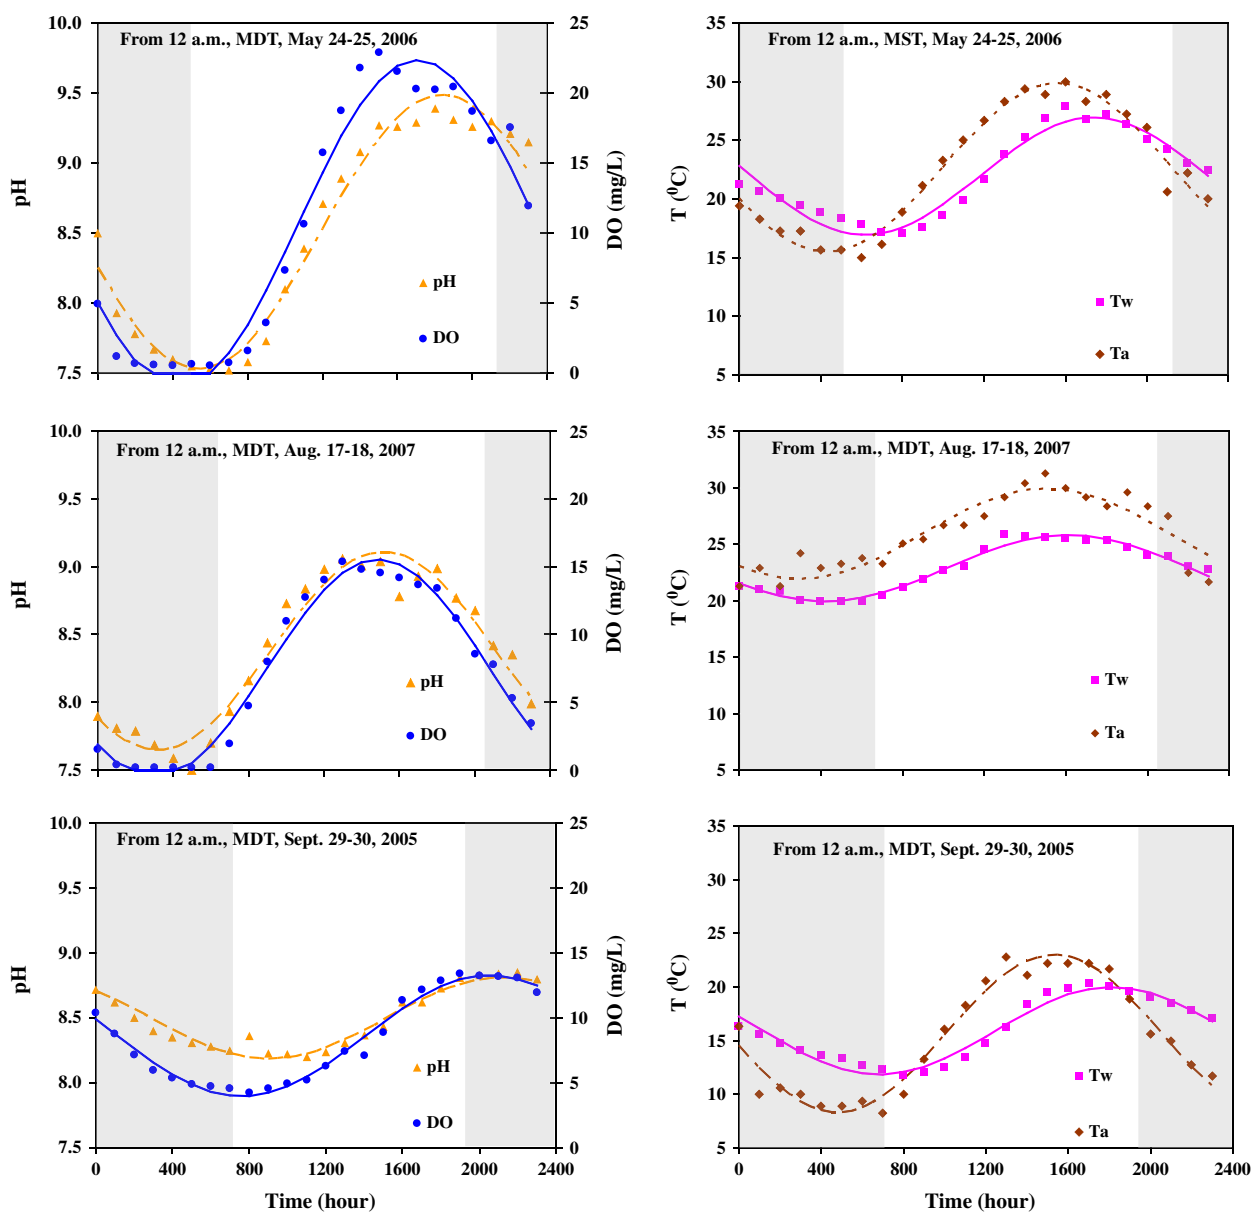 From 12 a.m., MDT, May 24-25, 2006
10.0
9.5
9.0
8.5
8.0
7.5
pH
25
20
15
10
5
0
DO (mg/L)
pH
DO
From 12 a.m., MST, May 24-25, 2006
35
30
25
20
15
10
5
T (⁰C)
Tw
Ta
From 12 a.m., MDT, Aug. 17-18, 2007
10.0
9.5
9.0
8.5
8.0
7.5
pH
25
20
15
10
5
0
DO (mg/L)
pH
DO
From 12 a.m., MDT, Aug. 17-18, 2007
35
30
25
20
15
10
5
T (⁰C)
Tw
Ta
From 12 a.m., MDT, Sept. 29-30, 2005
10.0
9.5
9.0
8.5
8.0
7.5
pH
25
20
15
10
5
0
DO (mg/L)
pH
DO
0 400 800 1200 1600 2000 2400
Time (hour)
From 12 a.m., MDT, Sept. 29-30, 2005
35
30
25
20
15
10
5
T (⁰C)
Tw
Ta
0 400 800 1200 1600 2000 2400
Time (hour)